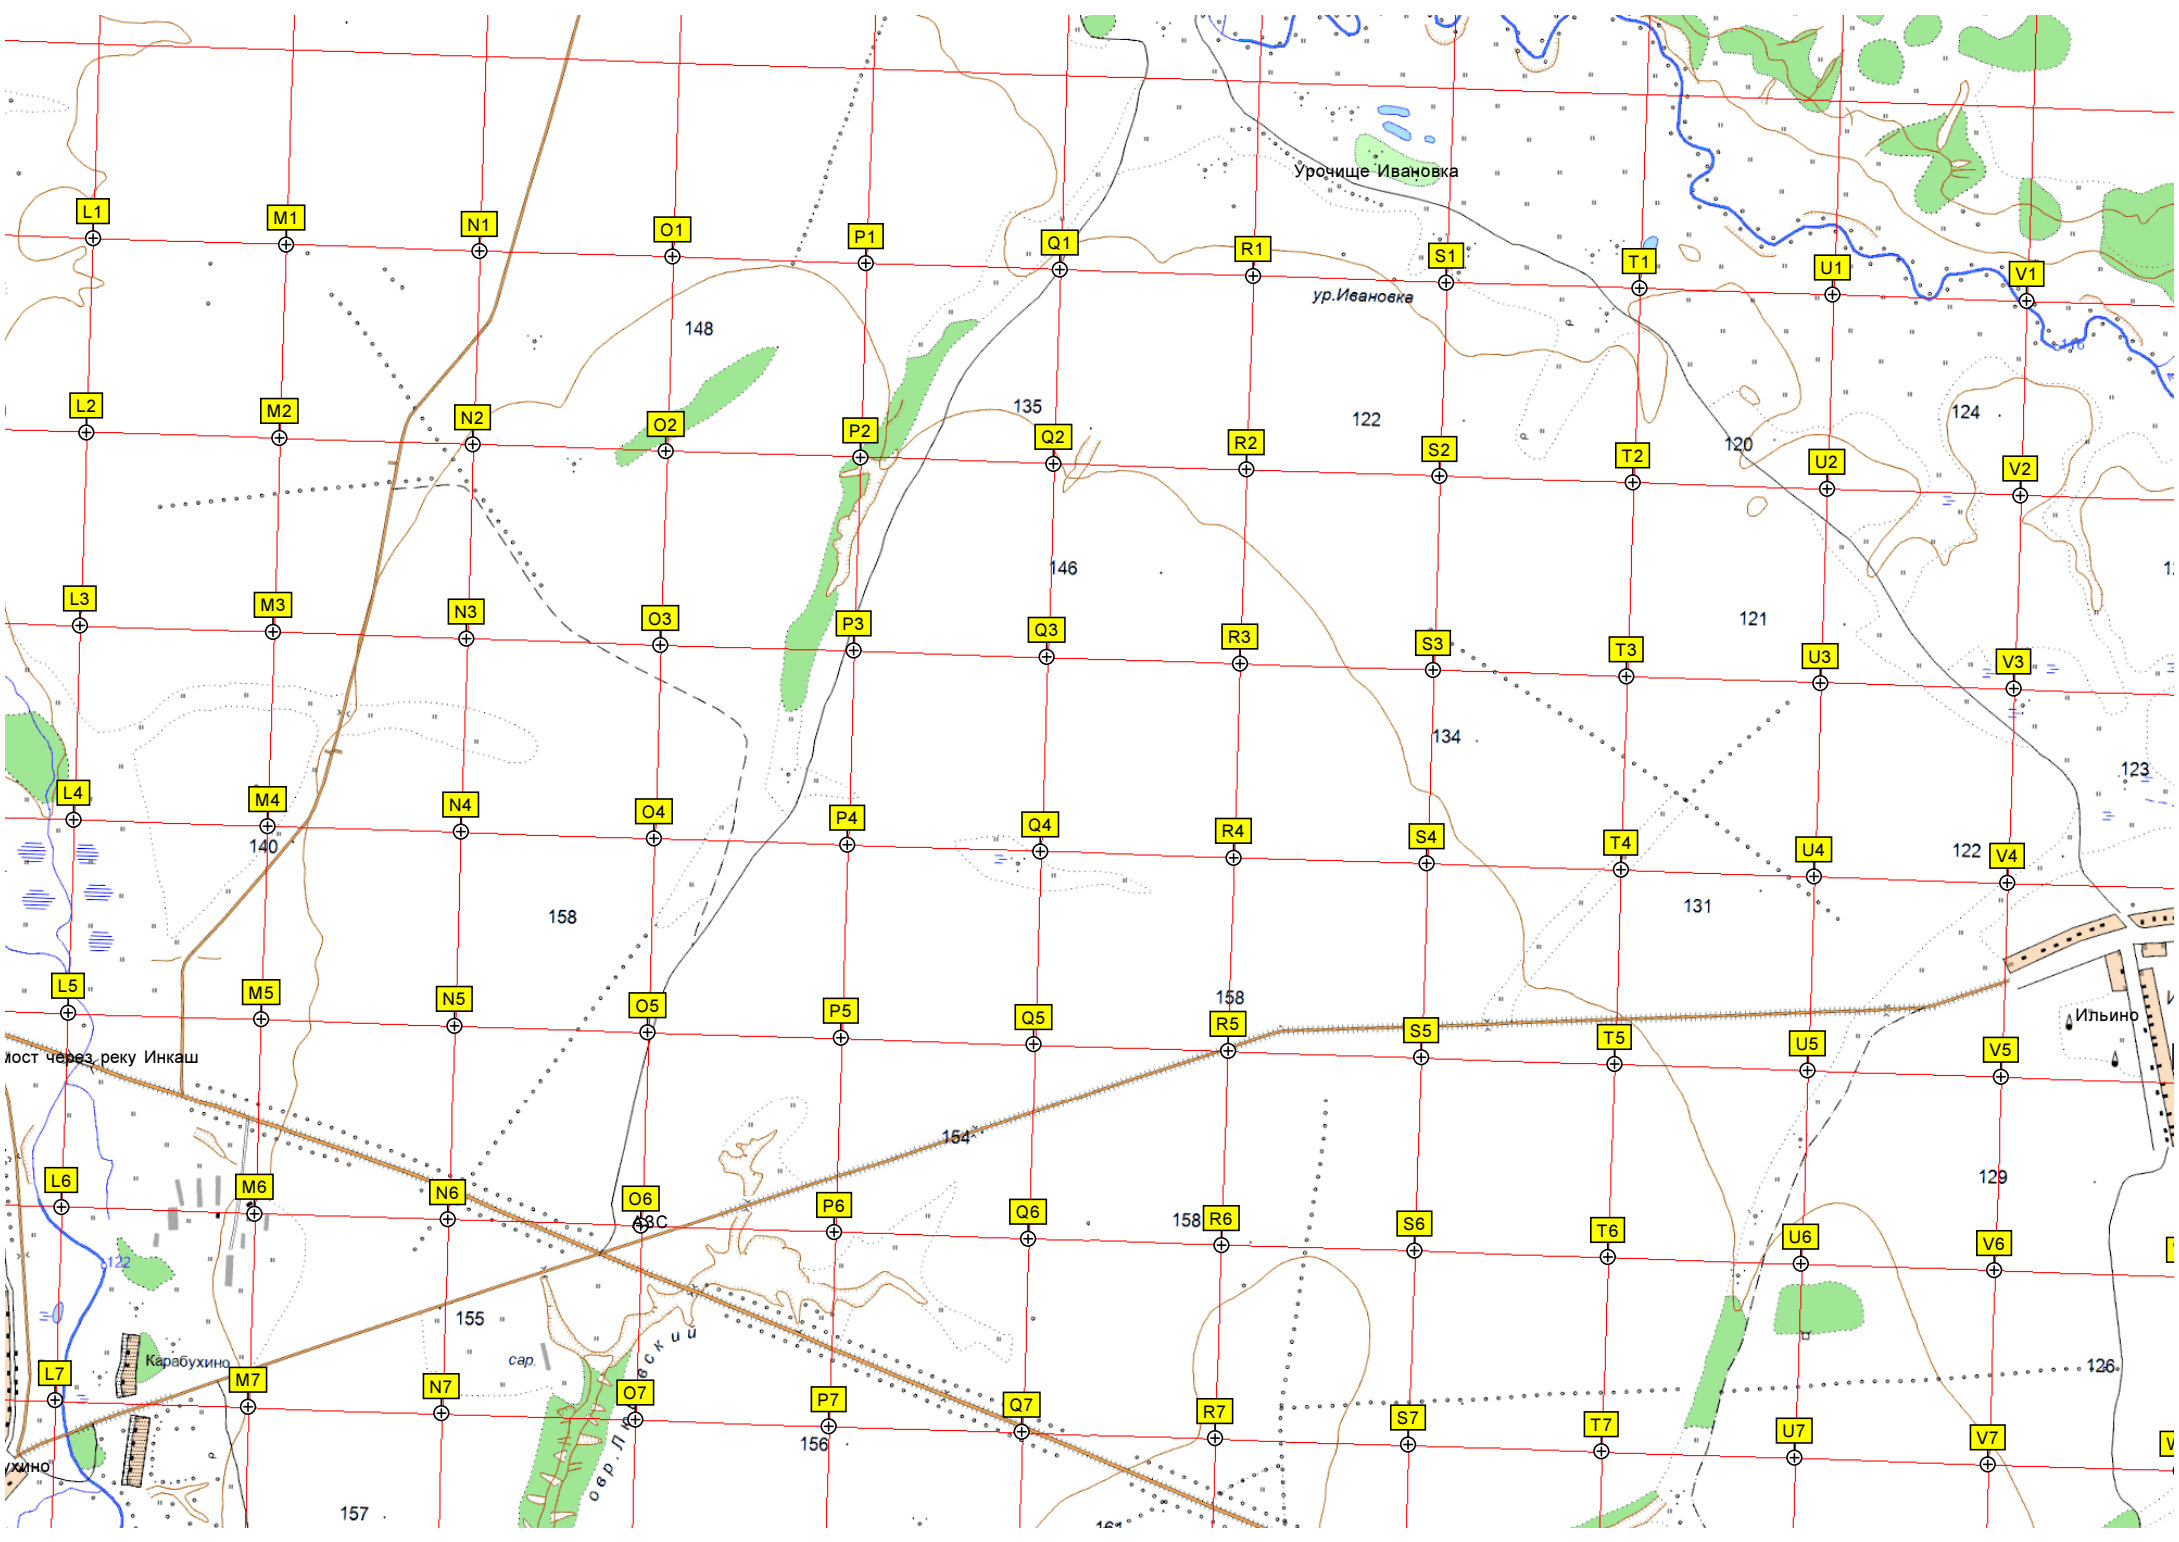 Урочище Ивановка
L1 M1 N1 O1 P1 Q1 R1 S1 T1 U1 V1
ур.Ивановка
148
116
L2 M2 N2 O2 P2 135 Q2 R2 122 S2 T2 120 U2 124 V2
146
L3 M3 N3 O3 P3 Q3 R3 S3 T3 121 U3 V3
134
123
L4 M4 N4 O4 P4 Q4 R4 S4 T4 U4 122 V4
140
158
131
L5 M5 N5 O5 P5 Q5 158 R5 S5 T5 U5 V5
Ильино
мост через реку Инкаш
154
129
L6 M6 N6 O6 P6 Q6 158 R6 S6 T6 U6 V6
АЗС
122
155
Карабухино
сар.
126
L7 M7 N7 O7 P7 Q7 R7 S7 T7 U7 V7
156
ухино
157
161